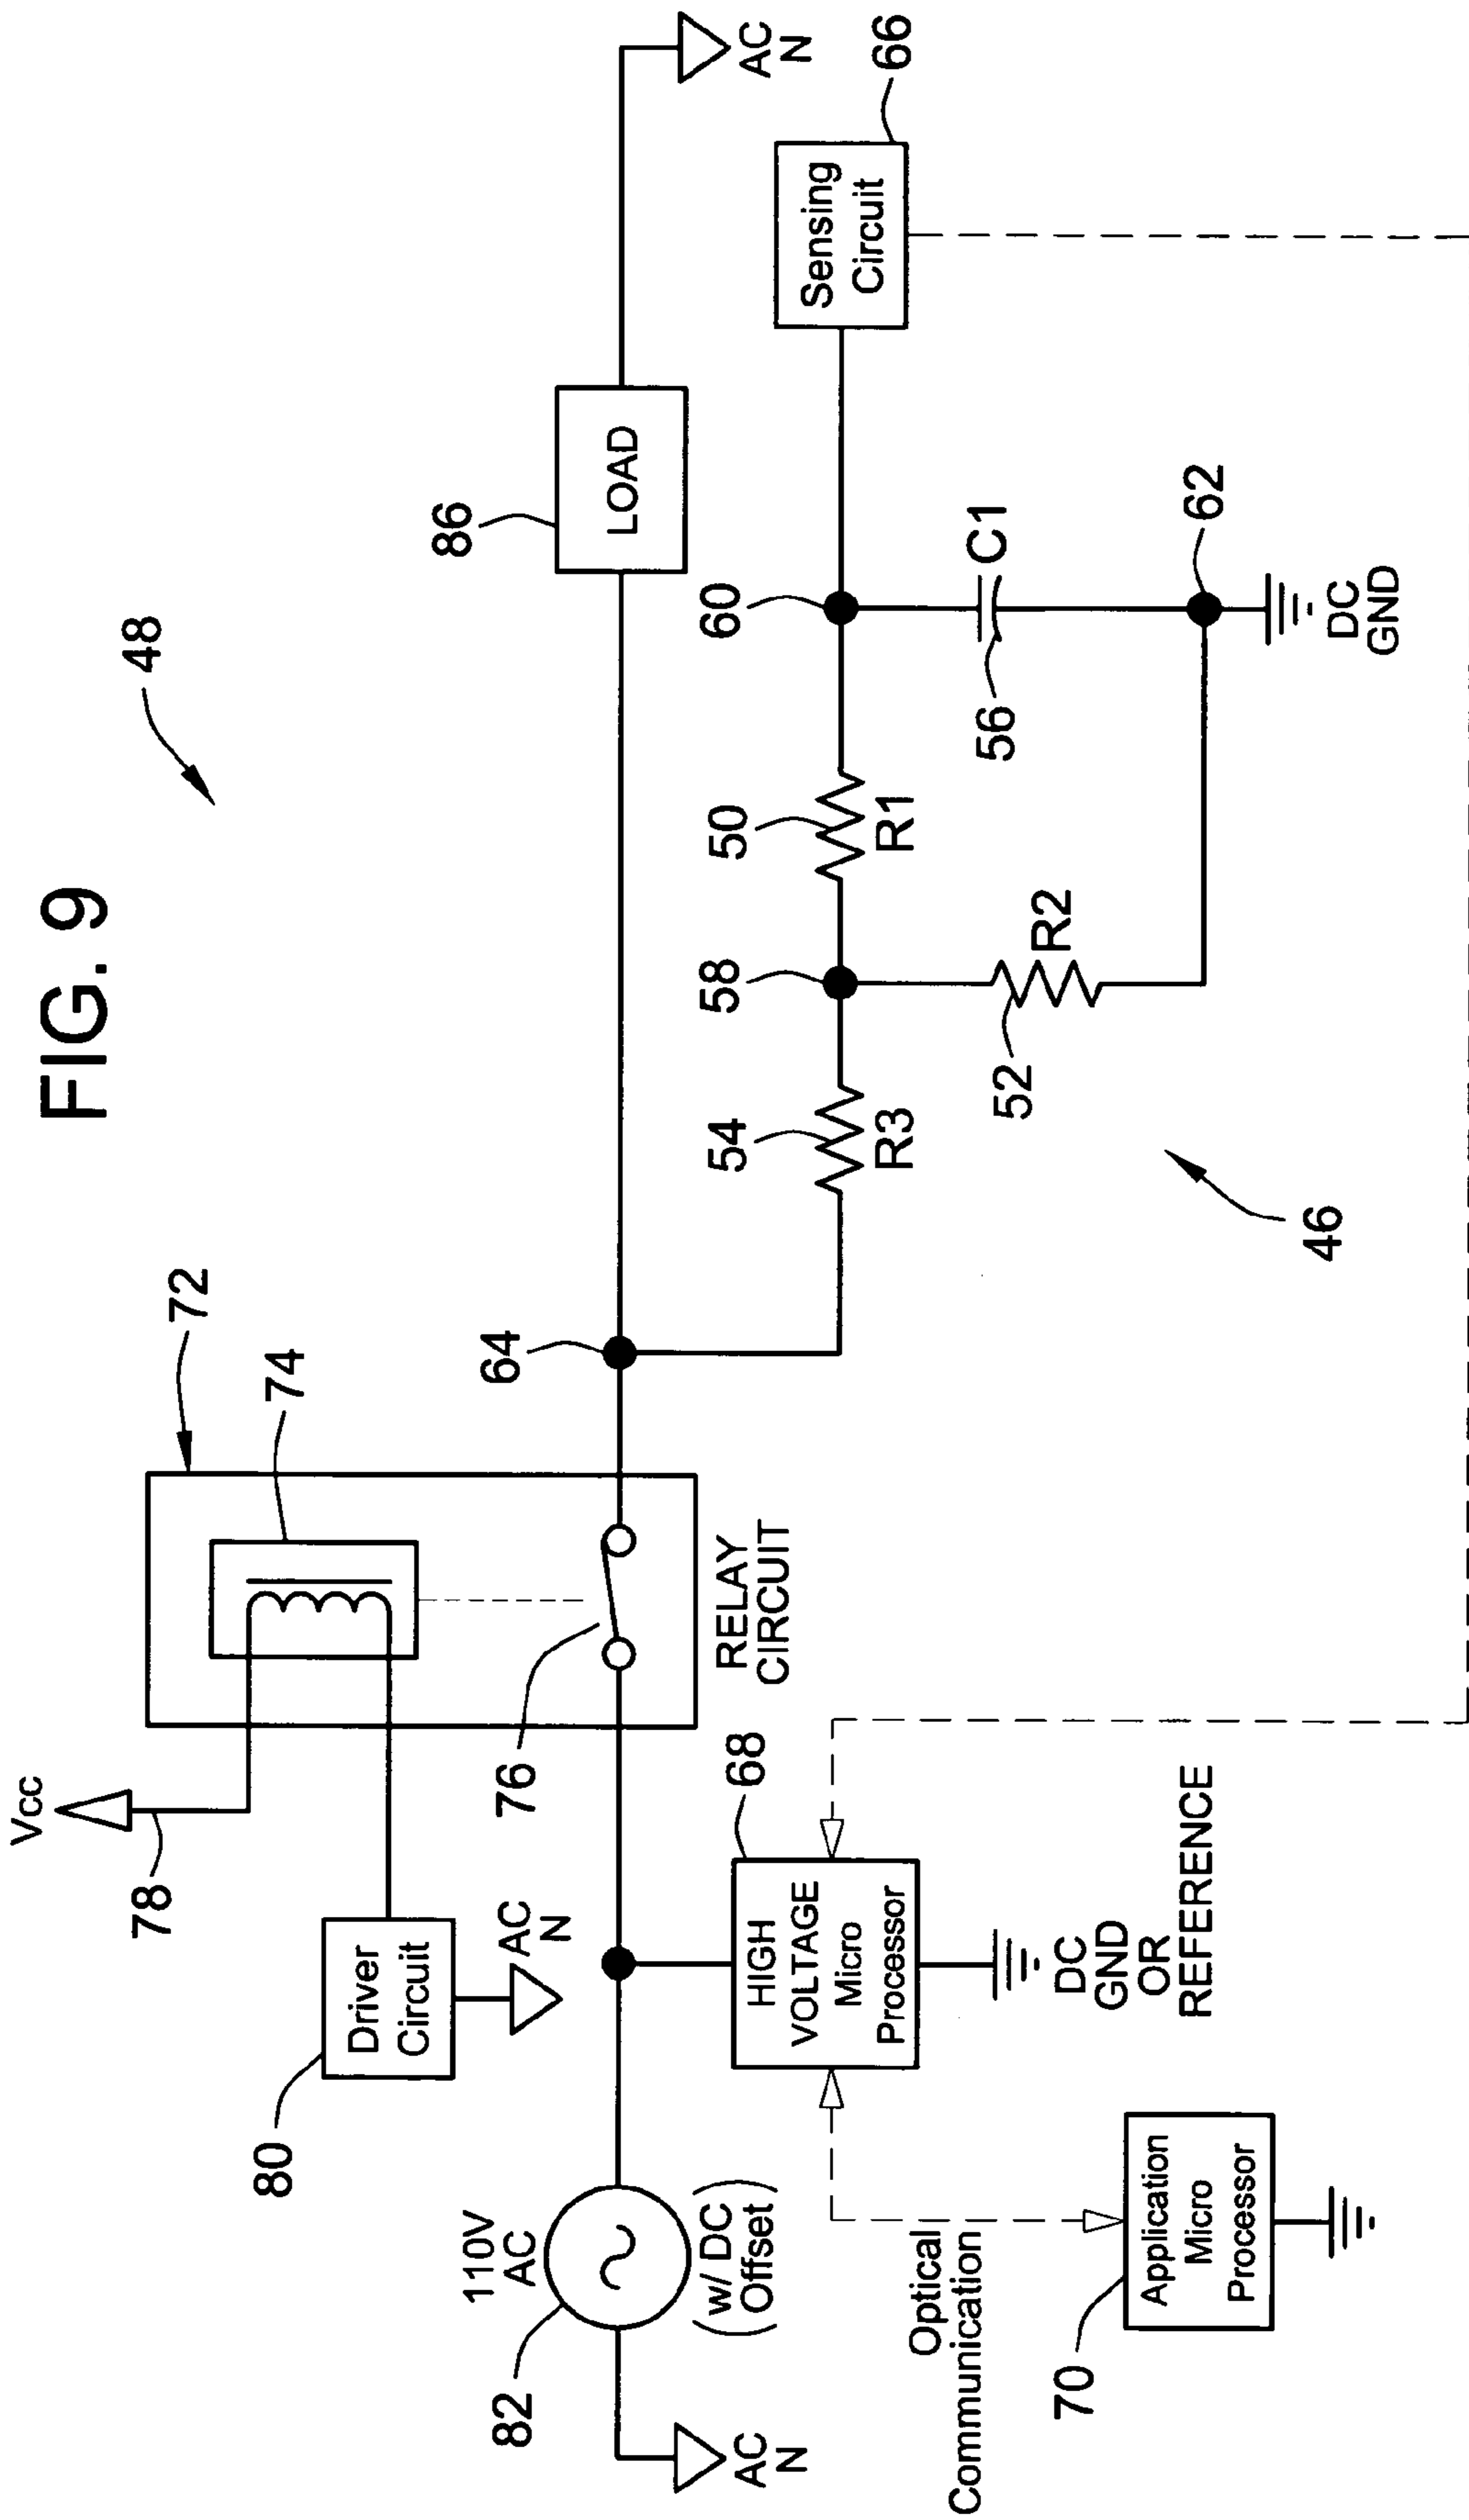 FIG. 9
48
72
74
Vcc
78
80
Driver
Circuit
AC
N
76
64
86
LOAD
AC
N
110V
AC
82
(W/ DC)
(Offset)
AC
N
RELAY
CIRCUIT
68
HIGH
VOLTAGE
Micro
Processor
DC
GND
OR
REFERENCE
Optical
Communication
70
Application
Micro
Processor
54
R3
58
50
R1
60
52
R2
56
C1
62
DC
GND
Sensing
Circuit
66
46